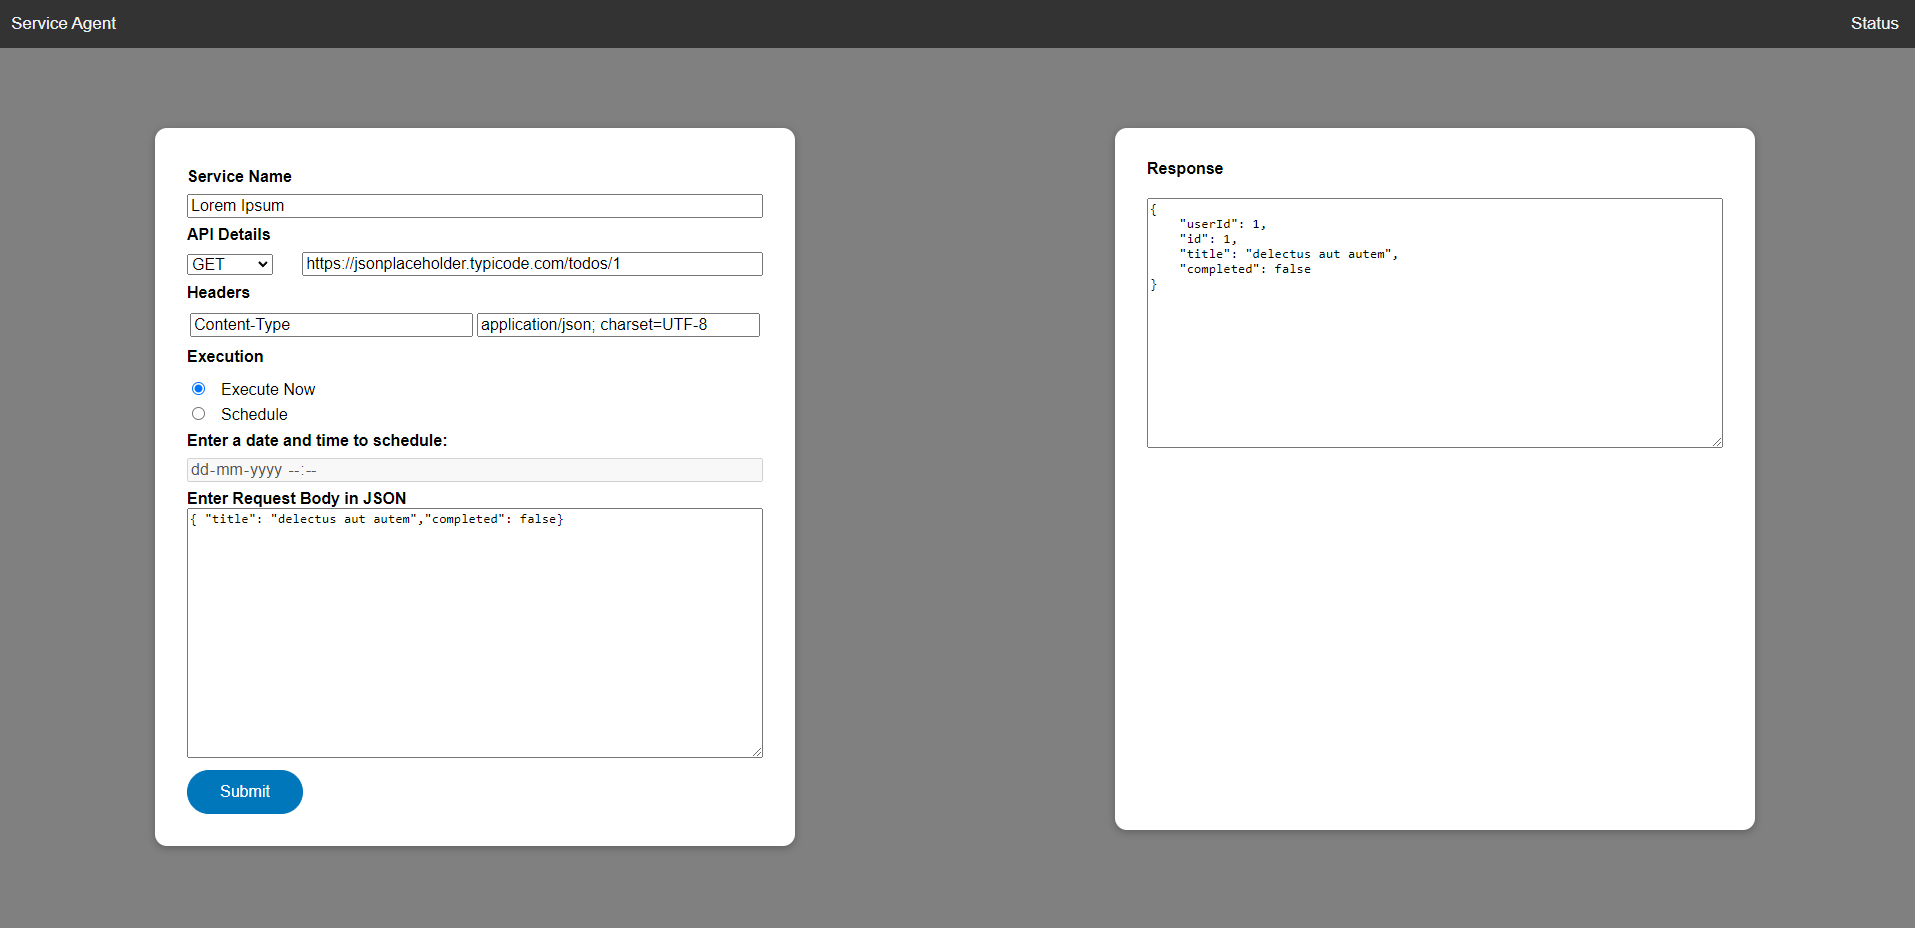 Service Agent
Status
Service Name
Lorem Ipsum
API Details
GET
https://jsonplaceholder.typicode.com/todos/1
Headers
Content-Type
application/json; charset=UTF-8
Execution
Execute Now
Schedule
Enter a date and time to schedule:
dd-mm-yyyy --:--
Enter Request Body in JSON
{ "title": "delectus aut autem","completed": false}
Submit
Response
{
    "userId": 1,
    "id": 1,
    "title": "delectus aut autem",
    "completed": false
}